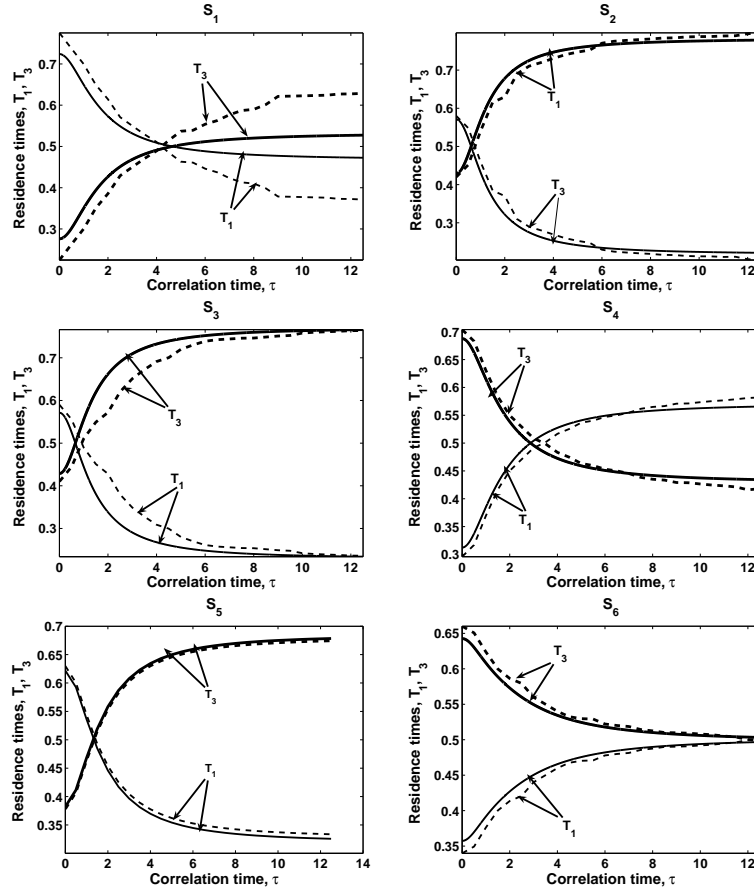 S1
Residence times, T1, T3
0.7
0.6
0.5
0.4
0.3
T3
T1
0 2 4 6 8 10 12
Correlation time, τ
S2
Residence times, T1, T3
0.7
0.6
0.5
0.4
0.3
T1
T3
0 2 4 6 8 10 12
Correlation time, τ
S3
Residence times, T1, T3
0.7
0.6
0.5
0.4
0.3
T3
T1
0 2 4 6 8 10 12
Correlation time, τ
S4
Residence times, T1, T3
0.7
0.65
0.6
0.55
0.5
0.45
0.4
0.35
0.3
T3
T1
0 2 4 6 8 10 12
Correlation time, τ
S5
Residence times, T1, T3
0.7
0.65
0.6
0.55
0.5
0.45
0.4
0.35
T3
T1
0 2 4 6 8 10 12 14
Correlation time, τ
S6
Residence times, T1, T3
0.65
0.6
0.55
0.5
0.45
0.4
0.35
T3
T1
0 2 4 6 8 10 12
Correlation time, τ